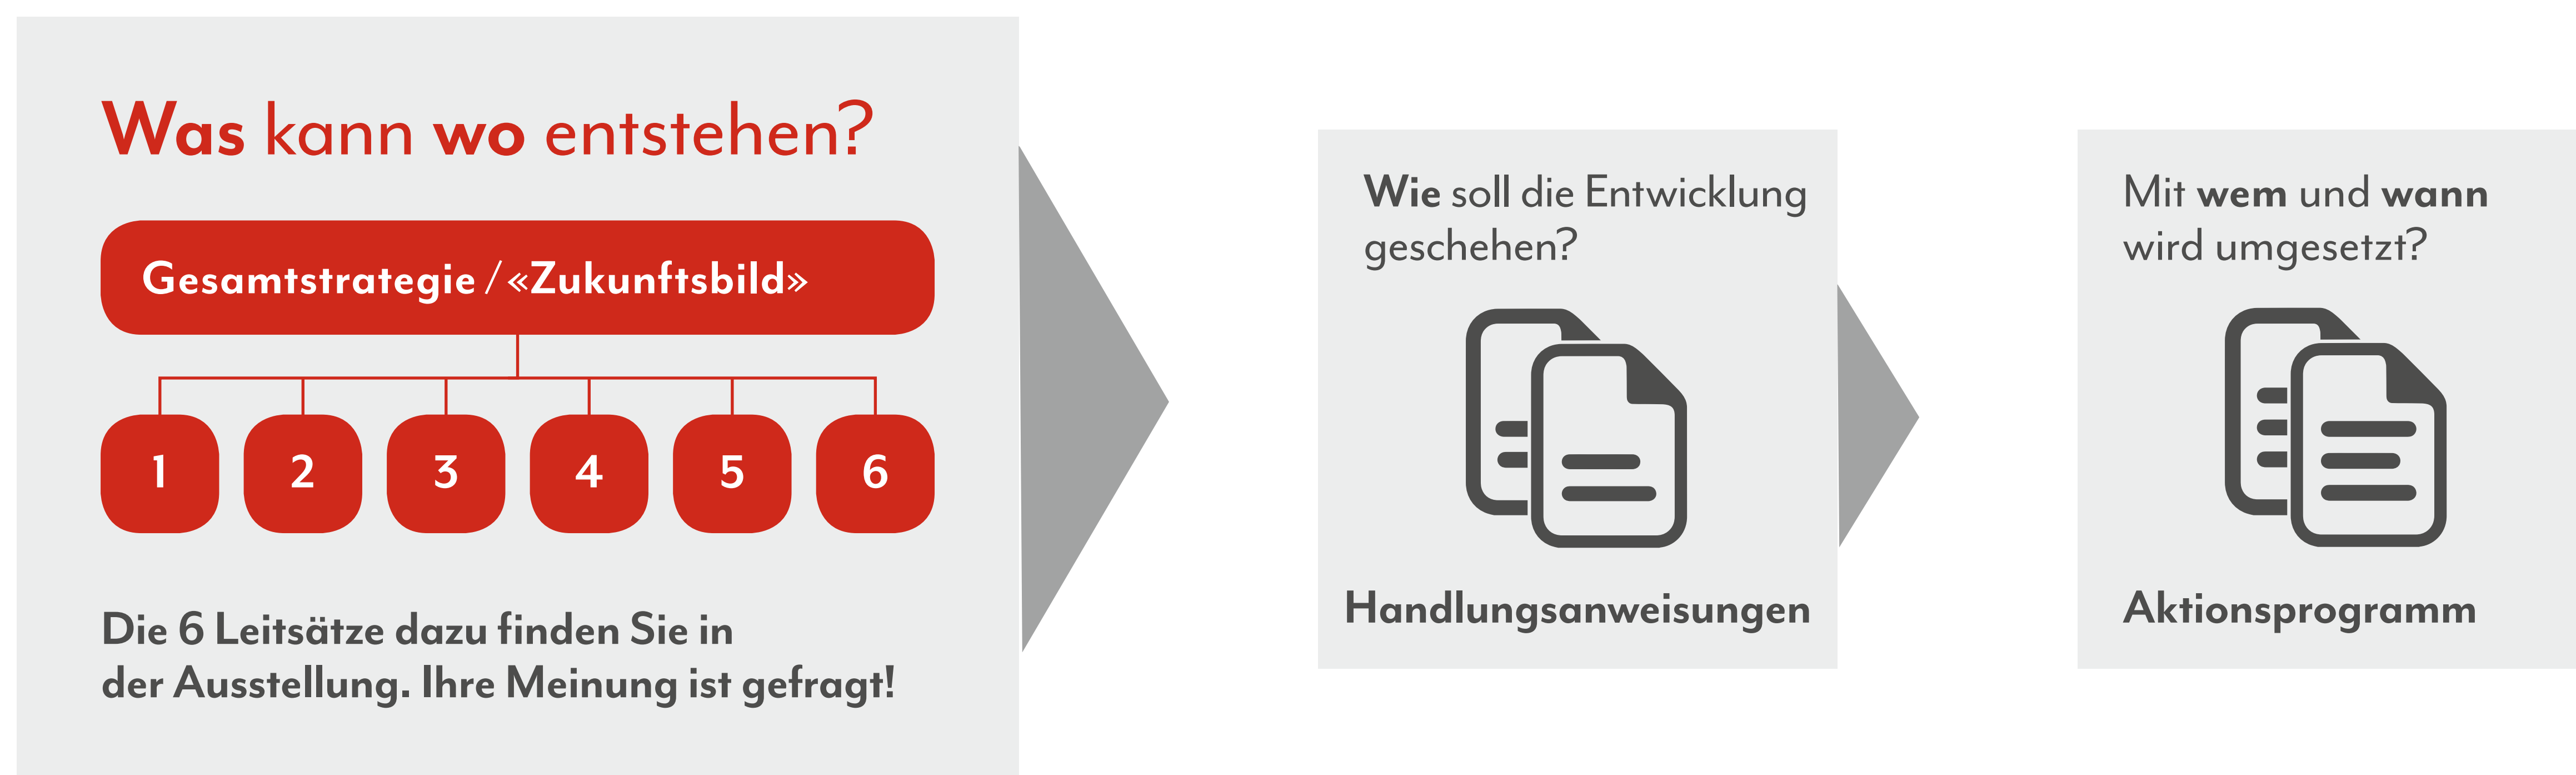 Was kann wo entstehen?
Gesamtstrategie / «Zukunftsbild»
1 2 3 4 5 6
Die 6 Leitsätze dazu finden Sie in
der Ausstellung. Ihre Meinung ist gefragt!
Wie soll die Entwicklung
geschehen?
Handlungsanweisungen
Mit wem und wann
wird umgesetzt?
Aktionsprogramm